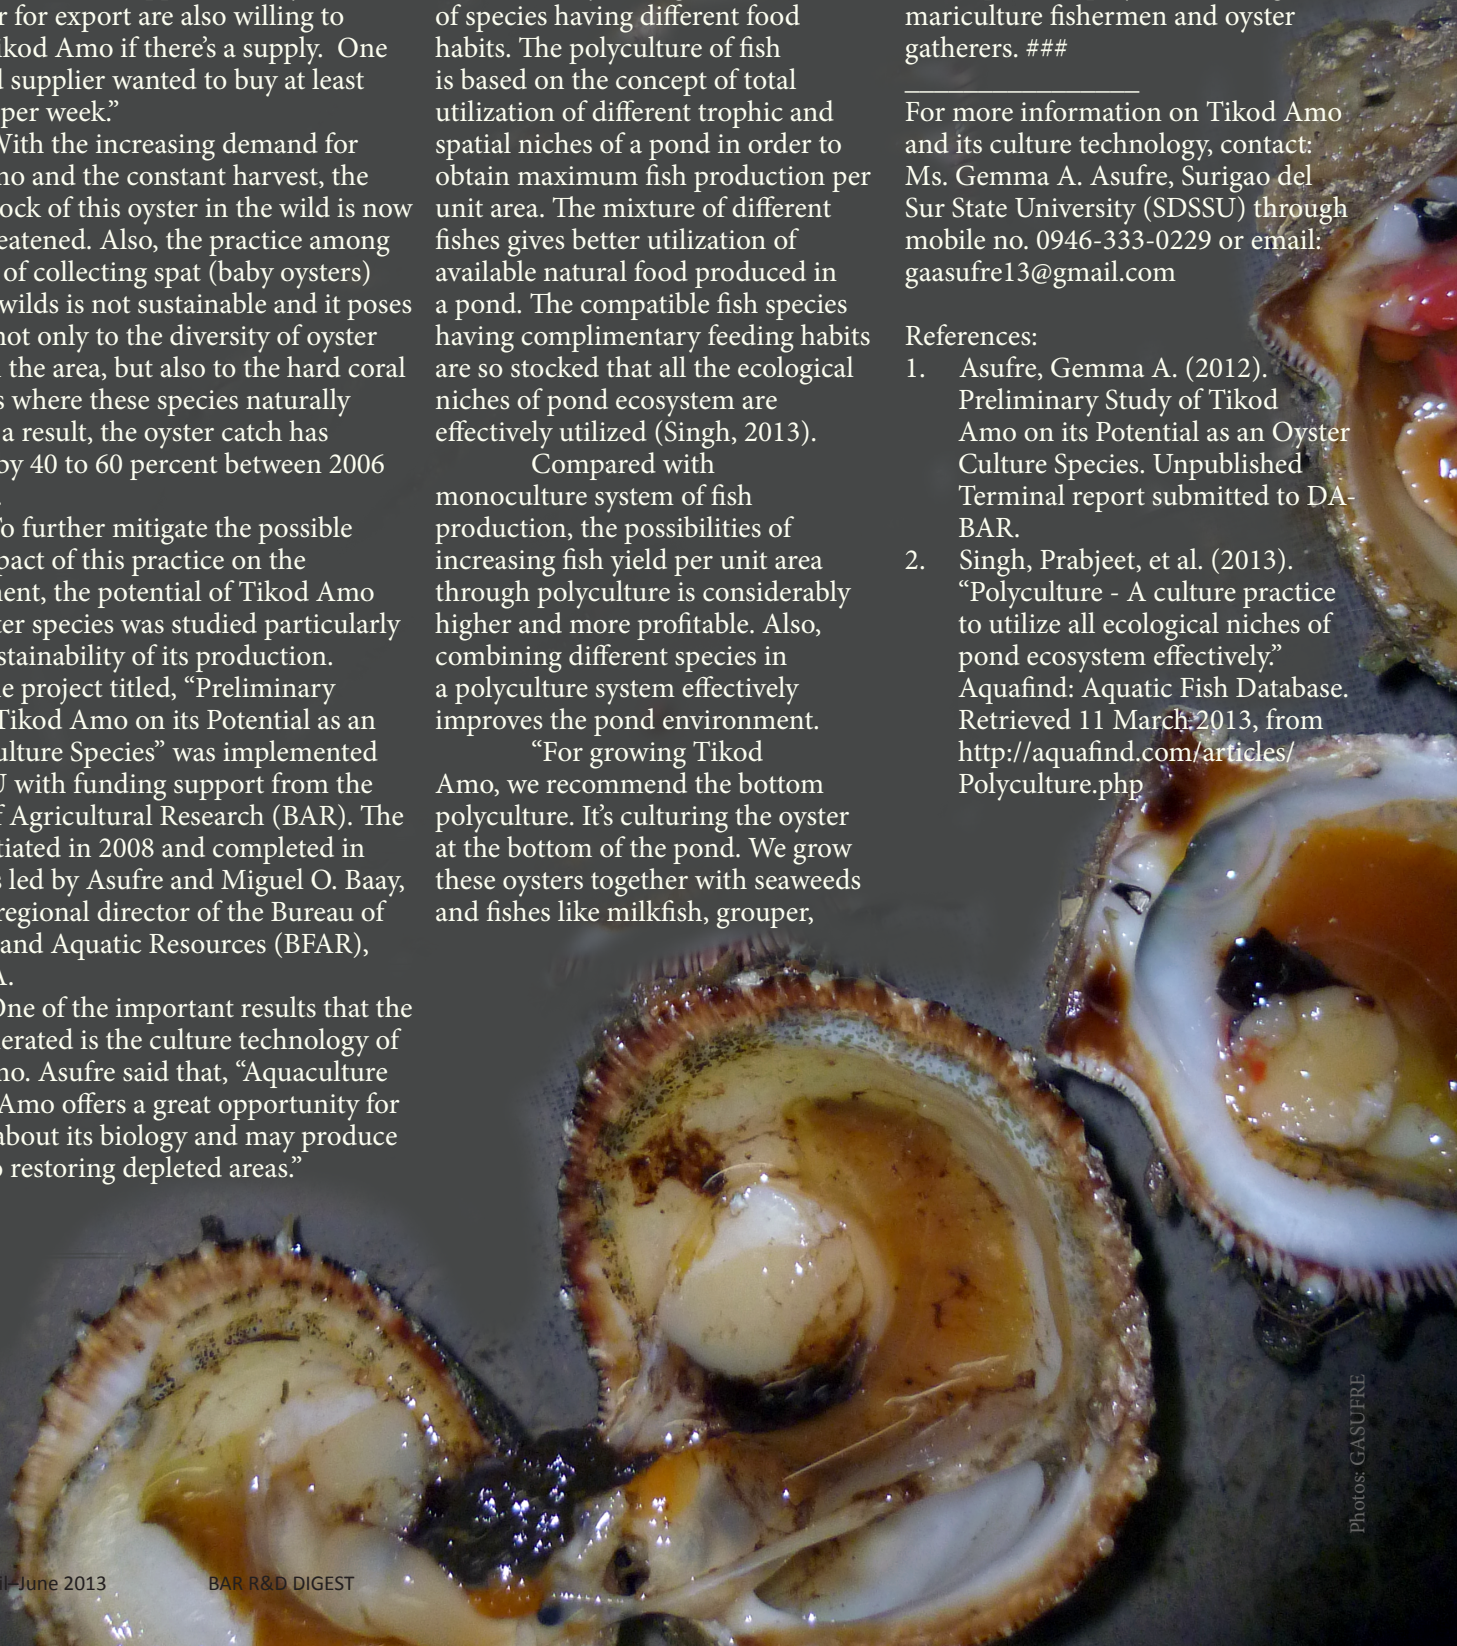 r for export are also willing to
ikod Amo if there’s a supply.  One
d supplier wanted to buy at least
per week.”
With the increasing demand for
mo and the constant harvest, the
ock of this oyster in the wild is now
eatened. Also, the practice among
of collecting spat (baby oysters)
wilds is not sustainable and it poses
not only to the diversity of oyster
the area, but also to the hard coral
s where these species naturally
a result, the oyster catch has
by 40 to 60 percent between 2006
.
To further mitigate the possible
pact of this practice on the
ment, the potential of Tikod Amo
ter species was studied particularly
stainability of its production.
e project titled, “Preliminary
Tikod Amo on its Potential as an
ulture Species” was implemented
U with funding support from the
f Agricultural Research (BAR). The
tiated in 2008 and completed in
s led by Asufre and Miguel O. Baay,
regional director of the Bureau of
and Aquatic Resources (BFAR),
A.
One of the important results that the
erated is the culture technology of
mo. Asufre said that, “Aquaculture
Amo offers a great opportunity for
about its biology and may produce
o restoring depleted areas.”
of species having different food
habits. The polyculture of fish
is based on the concept of total
utilization of different trophic and
spatial niches of a pond in order to
obtain maximum fish production per
unit area. The mixture of different
fishes gives better utilization of
available natural food produced in
a pond. The compatible fish species
having complimentary feeding habits
are so stocked that all the ecological
niches of pond ecosystem are
effectively utilized (Singh, 2013).
Compared with
monoculture system of fish
production, the possibilities of
increasing fish yield per unit area
through polyculture is considerably
higher and more profitable. Also,
combining different species in
a polyculture system effectively
improves the pond environment.
“For growing Tikod
Amo, we recommend the bottom
polyculture. It’s culturing the oyster
at the bottom of the pond. We grow
these oysters together with seaweeds
and fishes like milkfish, grouper,
mariculture fishermen and oyster
gatherers. ###
_________________
For more information on Tikod Amo
and its culture technology, contact:
Ms. Gemma A. Asufre, Surigao del
Sur State University (SDSSU) through
mobile no. 0946-333-0229 or email:
gaasufre13@gmail.com
References:
1. Asufre, Gemma A. (2012).
Preliminary Study of Tikod
Amo on its Potential as an Oyster
Culture Species. Unpublished
Terminal report submitted to DA-
BAR.
2. Singh, Prabjeet, et al. (2013).
“Polyculture - A culture practice
to utilize all ecological niches of
pond ecosystem effectively.”
Aquafind: Aquatic Fish Database.
Retrieved 11 March 2013, from
http://aquafind.com/articles/
Polyculture.php
Photos: GASUFRE
il–June 2013 BAR R&D DIGEST